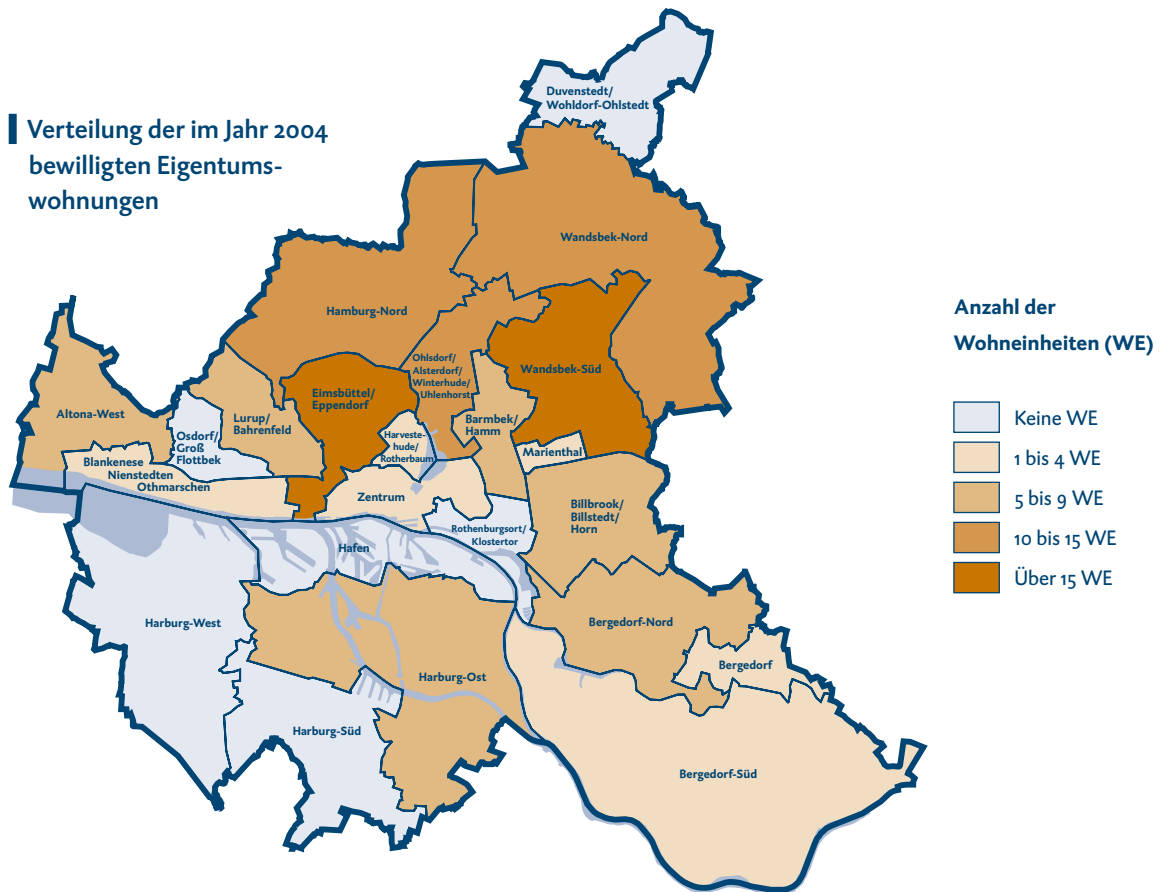 Verteilung der im Jahr 2004
bewilligten Eigentums-
wohnungen
Duvenstedt/
Wohldorf-Ohlstedt
Wandsbek-Nord
Hamburg-Nord
Ohlsdorf/
Alsterdorf/
Winterhude/
Uhlenhorst
Wandsbek-Süd
Eimsbüttel/
Eppendorf
Altona-West
Lurup/
Bahrenfeld
Osdorf/
Groß
Flottbek
Harveste-
hude/
Rotherbaum
Barmbek/
Hamm
Marienthal
Blankenese
Nienstedten
Othmarschen
Zentrum
Billbrook/
Billstedt/
Horn
Rothenburgsort/
Klostertor
Hafen
Harburg-West
Bergedorf-Nord
Bergedorf
Harburg-Ost
Harburg-Süd
Bergedorf-Süd
Anzahl der
Wohneinheiten (WE)
Keine WE
1 bis 4 WE
5 bis 9 WE
10 bis 15 WE
Über 15 WE